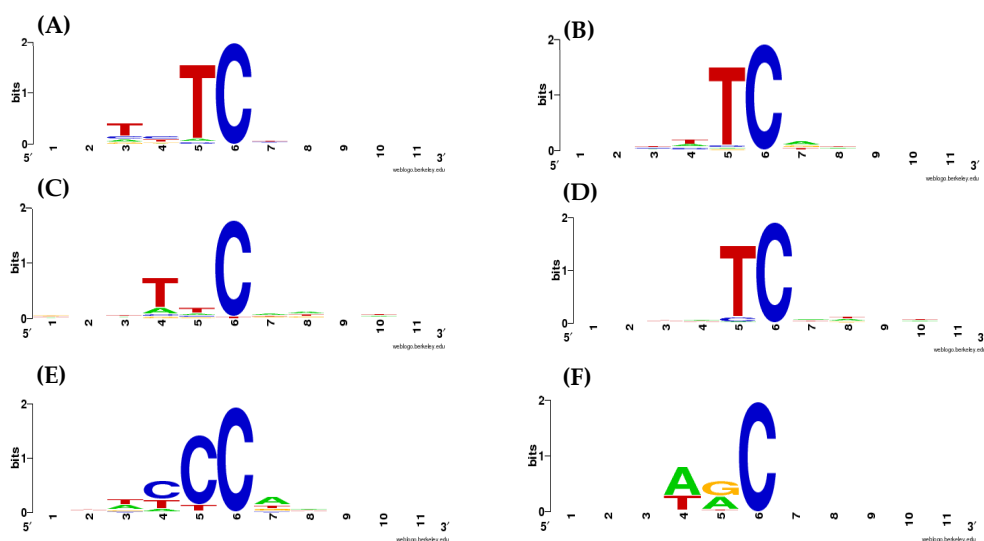 (A)
2
1
0
bits
T
T C
5′ 1 2 3 4 5 6 7 8 9 10 11 3′
weblogo.berkeley.edu
(B)
2
1
0
bits
T A
T C
A
5′ 1 2 3 4 5 6 7 8 9 10 11 3′
weblogo.berkeley.edu
(C)
2
1
0
bits
T A
T
C
5′ 1 2 3 4 5 6 7 8 9 10 11 3′
weblogo.berkeley.edu
(D)
2
1
0
bits
T C
C
5′ 1 2 3 4 5 6 7 8 9 10 11 3′
weblogo.berkeley.edu
(E)
2
1
0
bits
C C C
T A T T A T
5′ 1 2 3 4 5 6 7 8 9 10 11 3′
weblogo.berkeley.edu
(F)
2
1
0
bits
A G C
T A
5′ 1 2 3 4 5 6 7 8 9 10 11 3′
weblogo.berkeley.edu